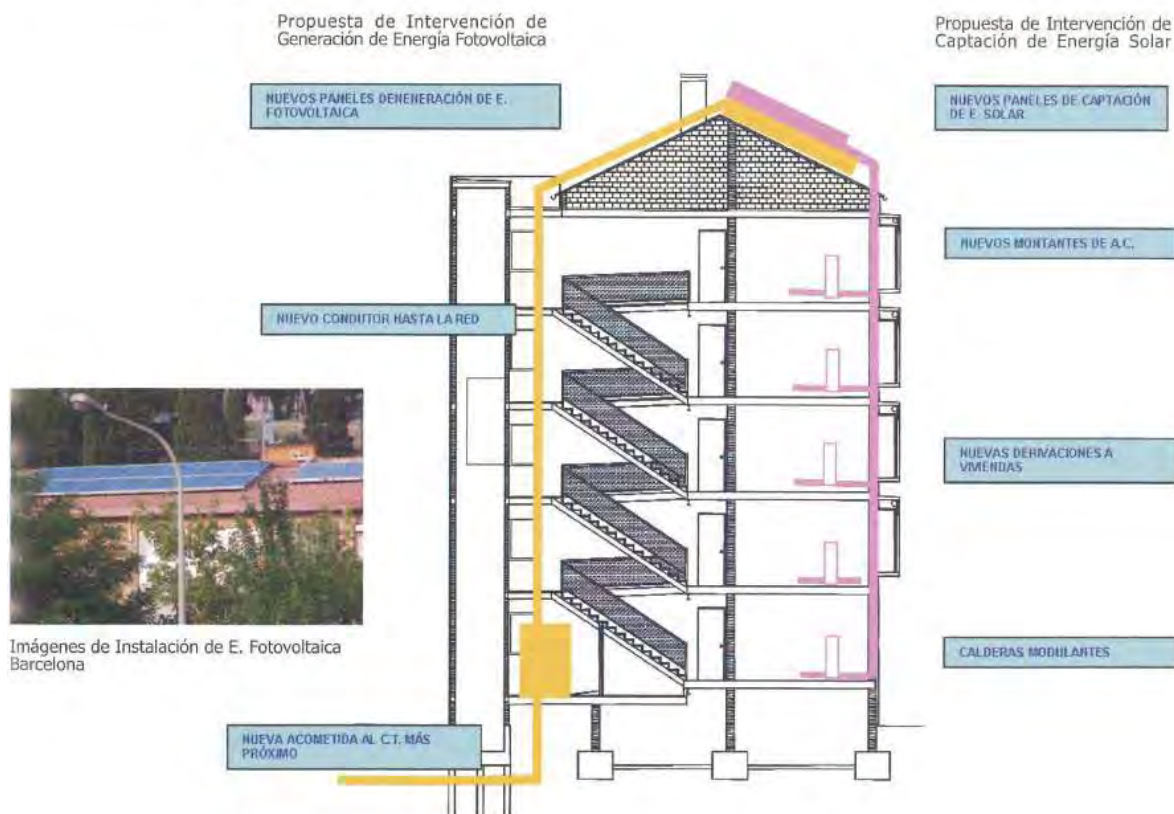 Propuesta de Intervención de
Generación de Energía Fotovoltaica
Propuesta de Intervención de
Captación de Energía Solar
NUEVOS PANELES DENENERACIÓN DE E.
FOTOVOLTAICA
NUEVOS PANELES DE CAPTACIÓN
DE E SOLAR
NUEVOS MONTANTES DE A.C.
NUEVO CONDUTOR HASTA LA RED
NUEVAS DERIVACIONES A
VIVIENDAS
Imágenes de Instalación de E. Fotovoltaica
Barcelona
CALDERAS MODULANTES
NUEVA ACOMETIDA AL C.T. MÁS
PRÓXIMO